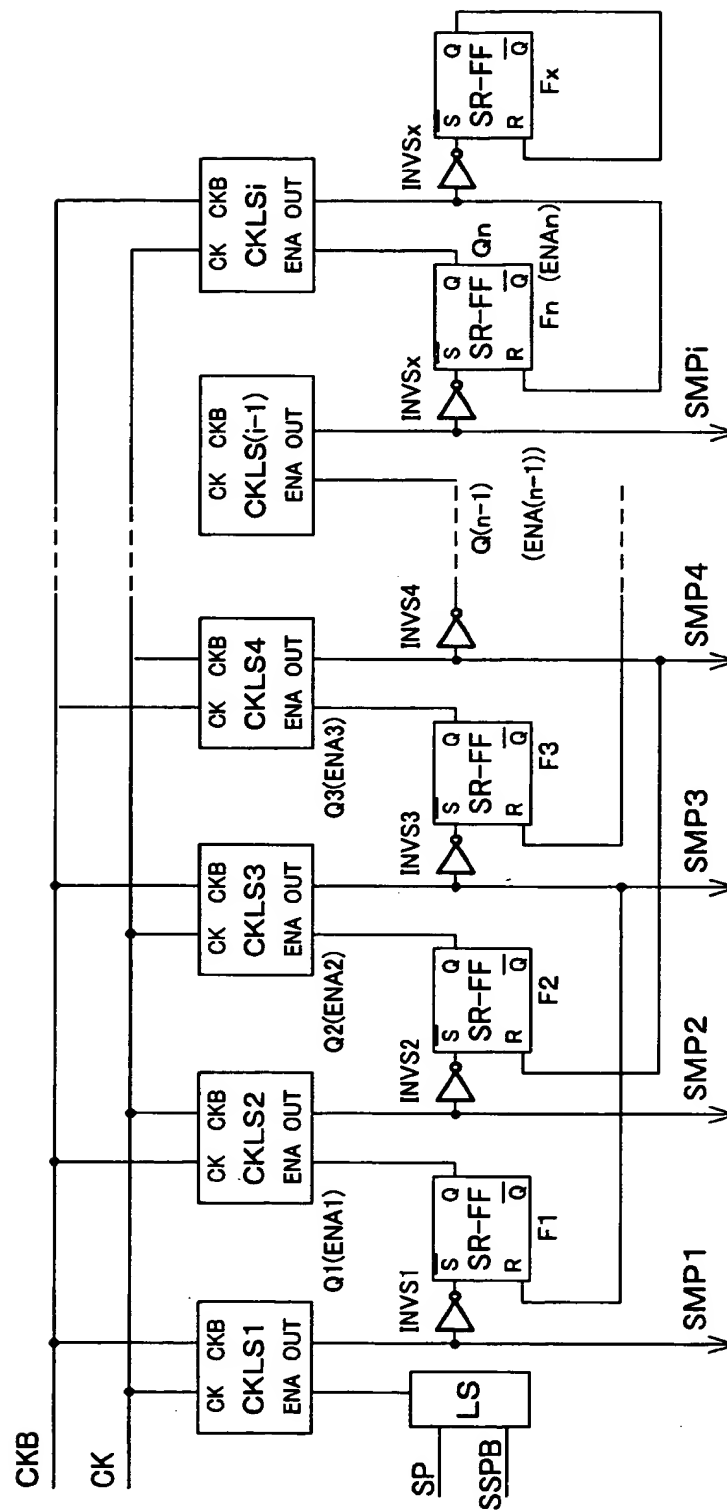 CKB
CK
CK CKB
CKLS1
ENA OUT
CK CKB
CKLS2
ENA OUT
CK CKB
CKLS3
ENA OUT
CK CKB
CKLS4
ENA OUT
CK CKB
CKLS(i-1)
ENA OUT
CK CKB
CKLSi
ENA OUT
Q1(ENA1)
Q2(ENA2)
Q3(ENA3)
Q(n-1)
(ENA(n-1))
Qn
(ENAn)
SP
SSPB
LS
INVS1
S Q
SR-FF
R Q
F1
INVS2
S Q
SR-FF
R Q
F2
INVS3
S Q
SR-FF
R Q
F3
INVS4
INVSx
S Q
SR-FF
R Q
Fn
INVSx
S Q
SR-FF
R Q
Fx
SMP1
SMP2
SMP3
SMP4
SMPi